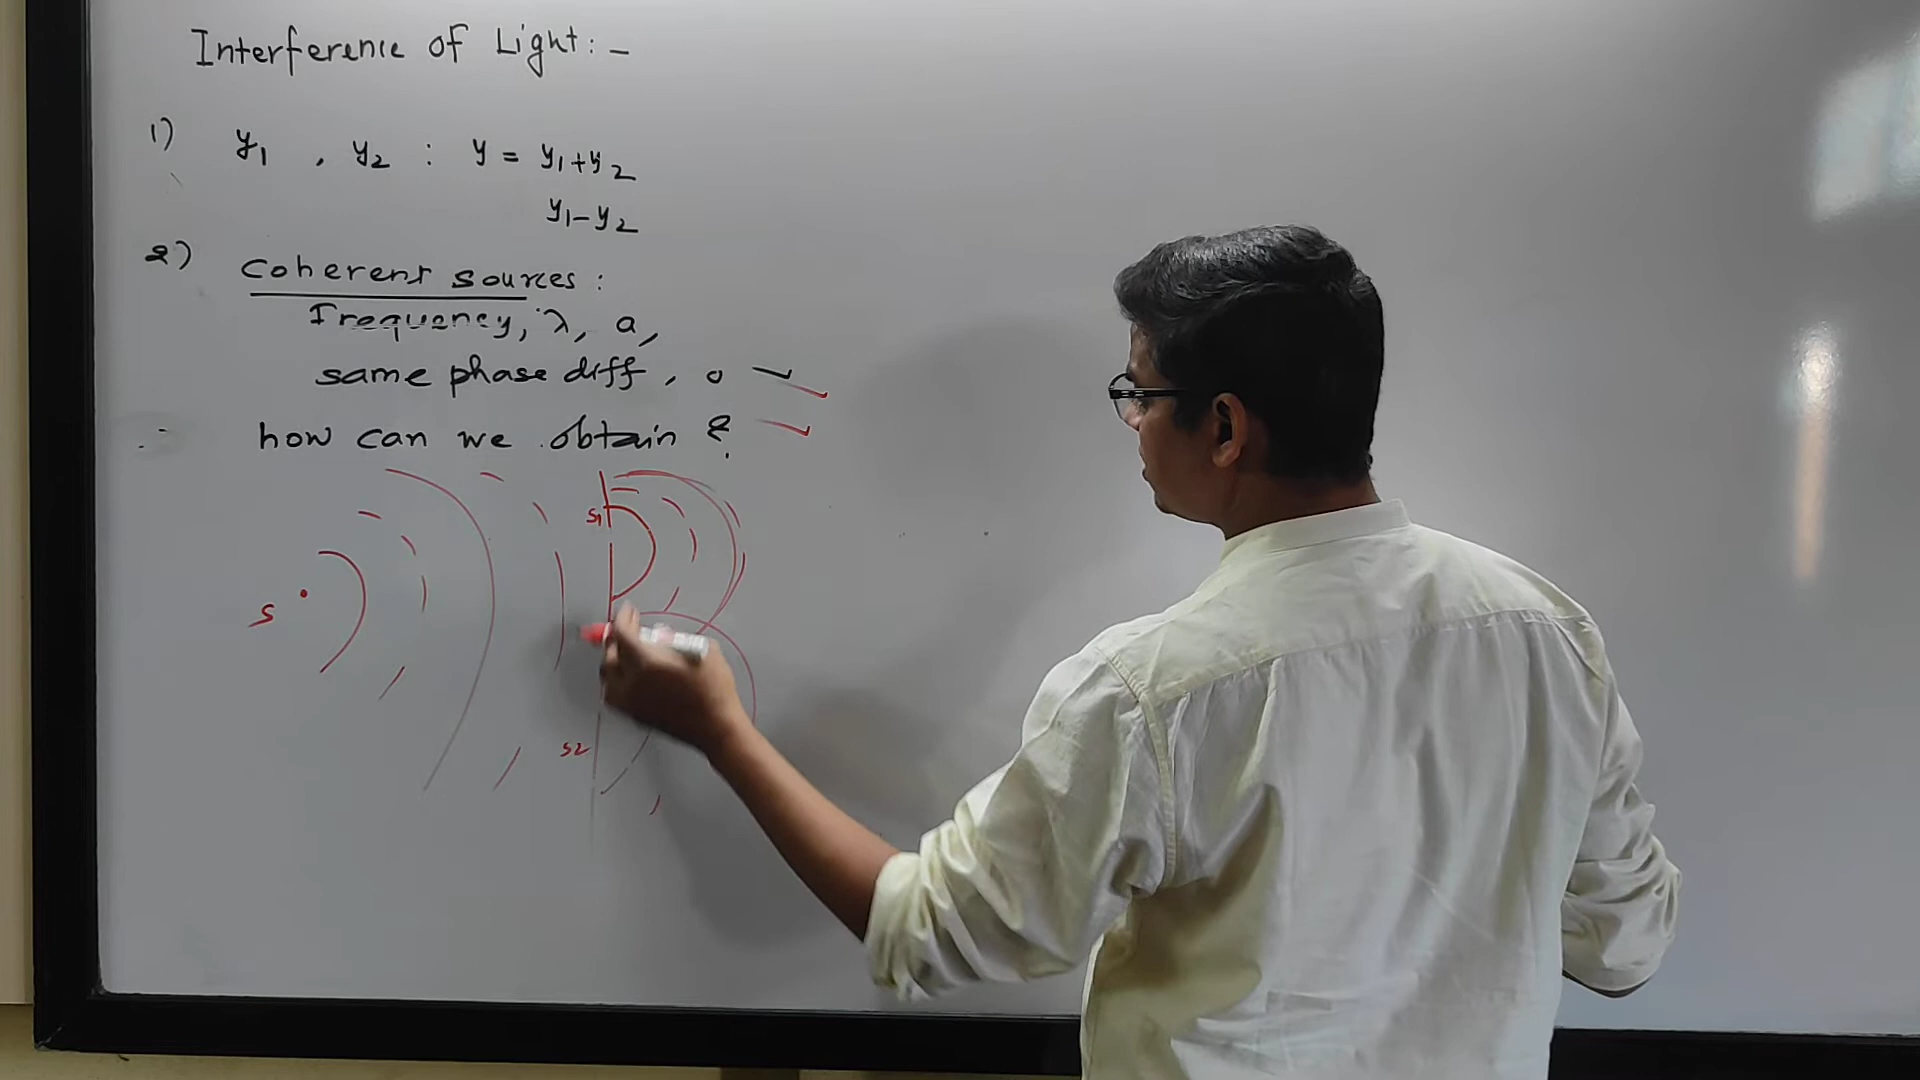 Interference of Light:-
1) y1 , y2 : y = y1+y2
y1-y2
2) Coherent sources:
Frequency, λ, a,
same phase diff, 0
∴ how can we obtain?
S1
S
S2